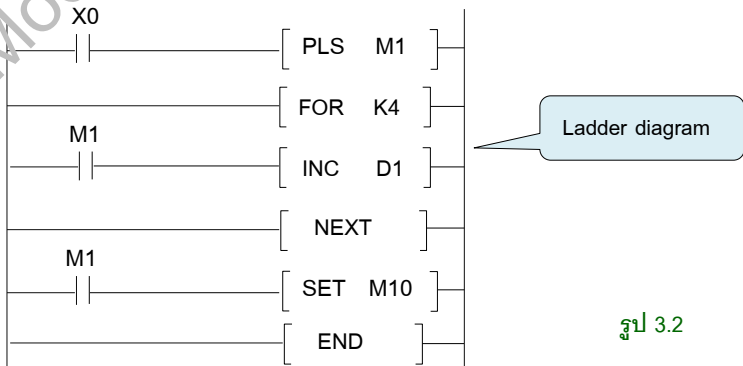 X0
PLS M1
FOR K4
M1
INC D1
NEXT
M1
SET M10
END
Ladder diagram
รูป 3.2